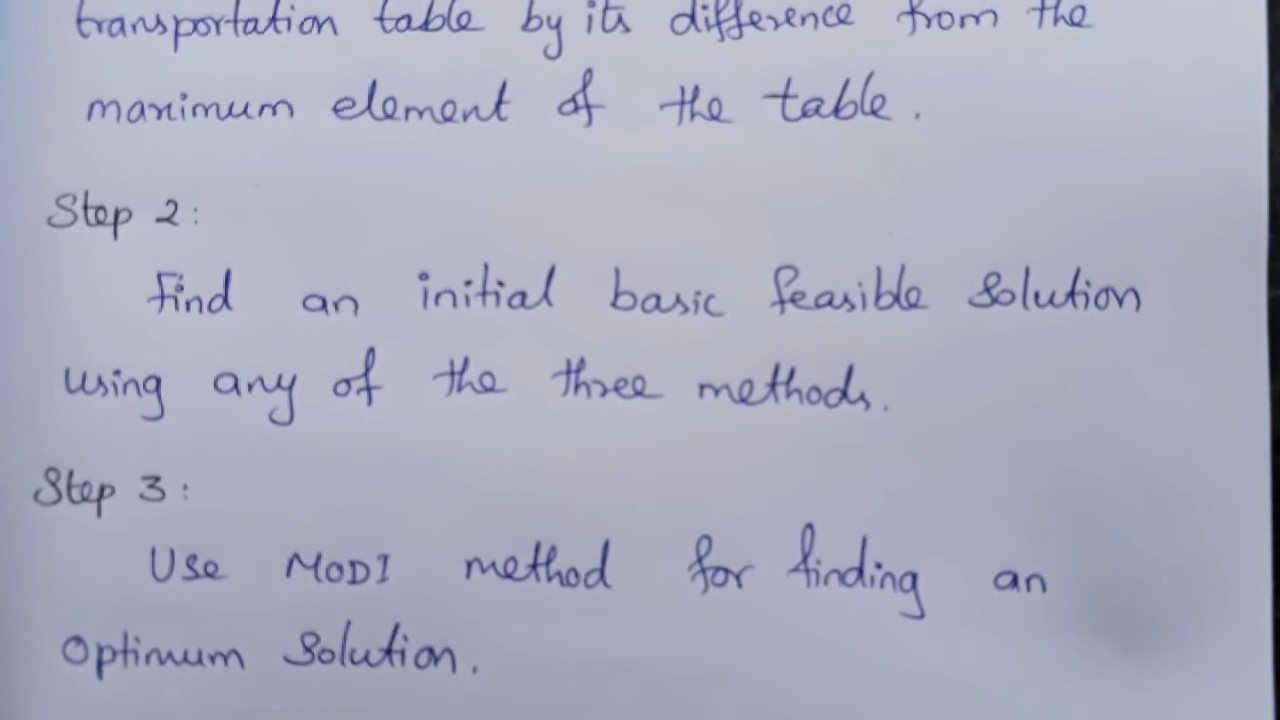 transportation table by its difference from the
maximum element of the table.
Step 2:
Find an initial basic feasible solution
using any of the three methods.
Step 3:
Use MODI method for finding an
Optimum Solution.